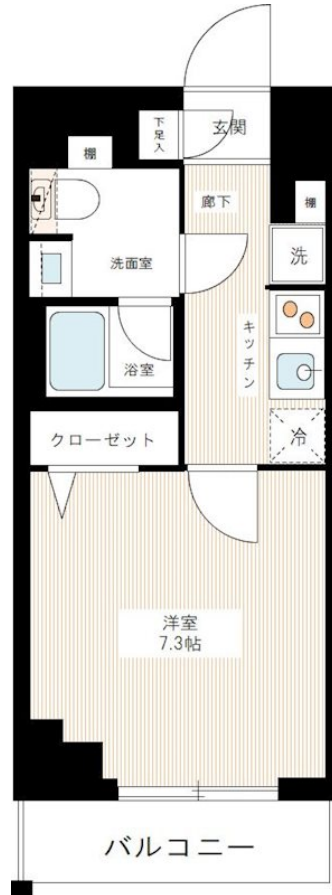 下足入
玄関
棚
廊下
棚
洗面室
洗
キッチン
浴室
クローゼット
冷
洋室
7.3帖
バルコニー